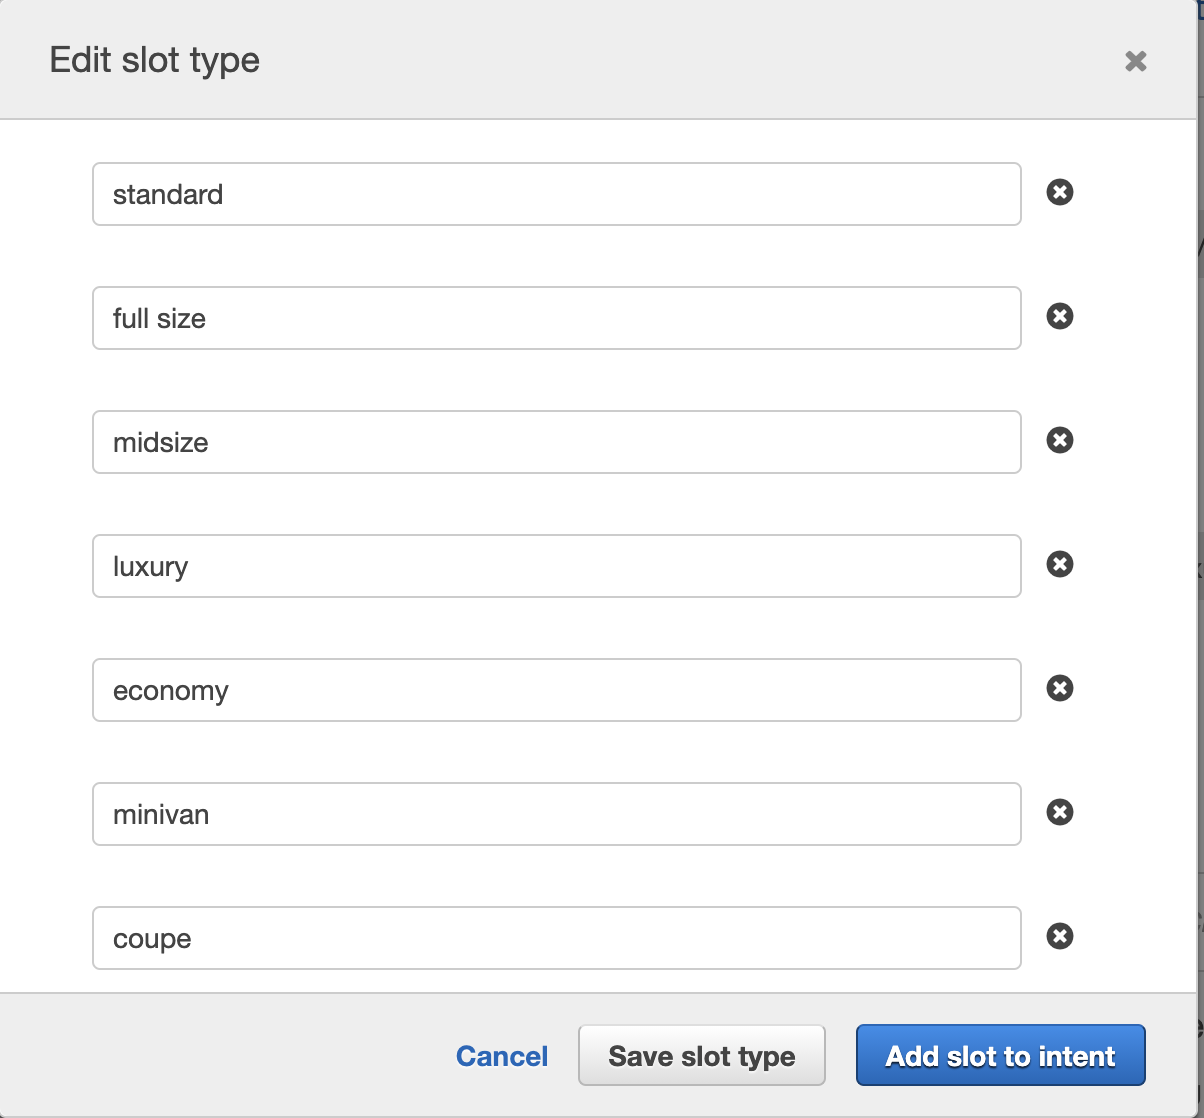 Edit slot type
standard
full size
midsize
luxury
economy
minivan
coupe
Cancel
Save slot type
Add slot to intent